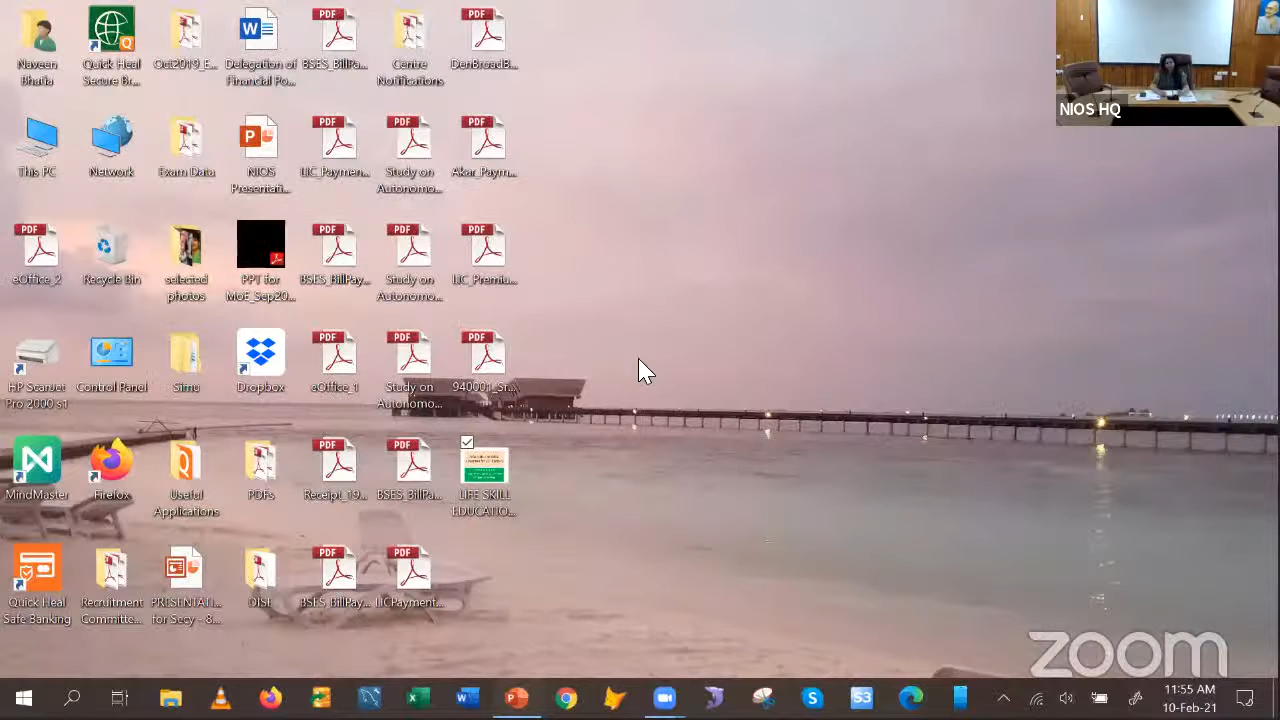 Naveen
Bhatia
Quick Heal
Secure Br...
Oct2019_E...
Delegation of
Financial Po...
PDF
BSES_BillPa...
Centre
Notifications
PDF
DenBroadB...
NIOS HQ
This PC
Network
Exam Data
NIOS
Presentati...
PDF
LIC_Paymen...
PDF
Study on
Autonomo...
PDF
Akar_Paym...
PDF
eOffice_2
Recycle Bin
selected
photos
PPT for
MoE_Sep20...
PDF
BSES_BillPay...
PDF
Study on
Autonomo...
PDF
LIC_Premiu...
HP ScanJet
Pro 2000 s1
Control Panel
Simu
Dropbox
PDF
eOffice_1
PDF
Study on
Autonomo...
PDF
940001_Sr...
MindMaster
Firefox
Useful
Applications
PDFs
PDF
Receipt_19...
PDF
BSES_BillPa...
LIFE SKILL
EDUCATIO...
Quick Heal
Safe Banking
Recruitment
Committe...
PRESENTATI...
for Secy - 8...
DISE
PDF
BSES_BillPay...
PDF
LICPayment...
zoom
11:55 AM
10-Feb-21